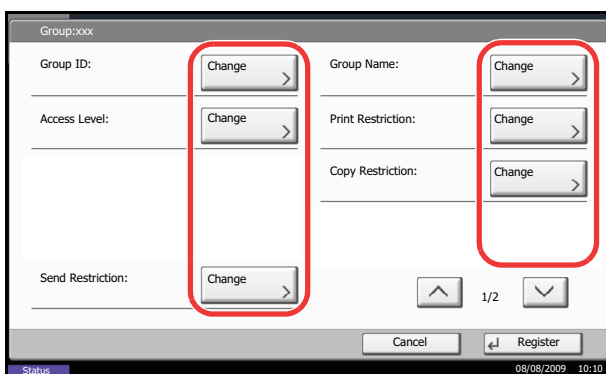 Group:xxx
Group ID:
Change
Group Name:
Change
Access Level:
Change
Print Restriction:
Change
Copy Restriction:
Change
Send Restriction:
Change
1/2
Cancel
Register
Status
08/08/2009 10:10